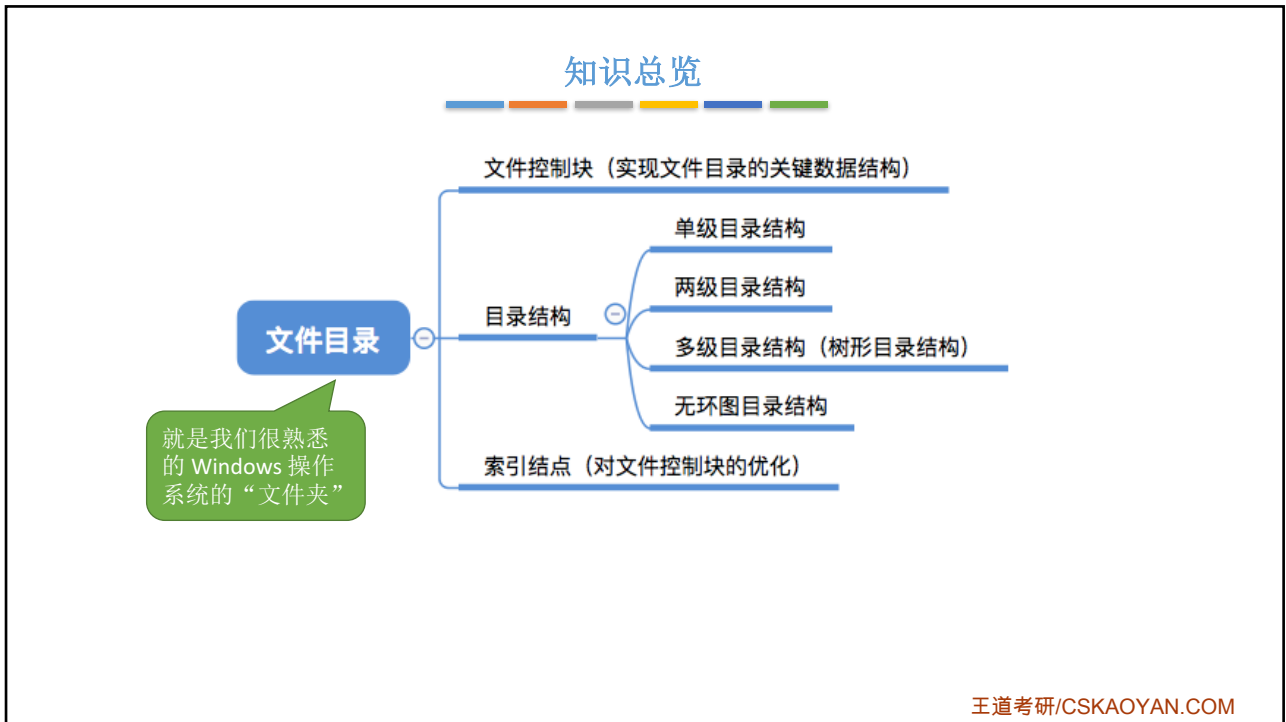 知识总览
文件控制块（实现文件目录的关键数据结构）
单级目录结构
两级目录结构
目录结构
文件目录
多级目录结构（树形目录结构）
无环图目录结构
就是我们很熟悉
的 Windows 操作
系统的“文件夹”
索引结点（对文件控制块的优化）
王道考研/CSKAOYAN.COM